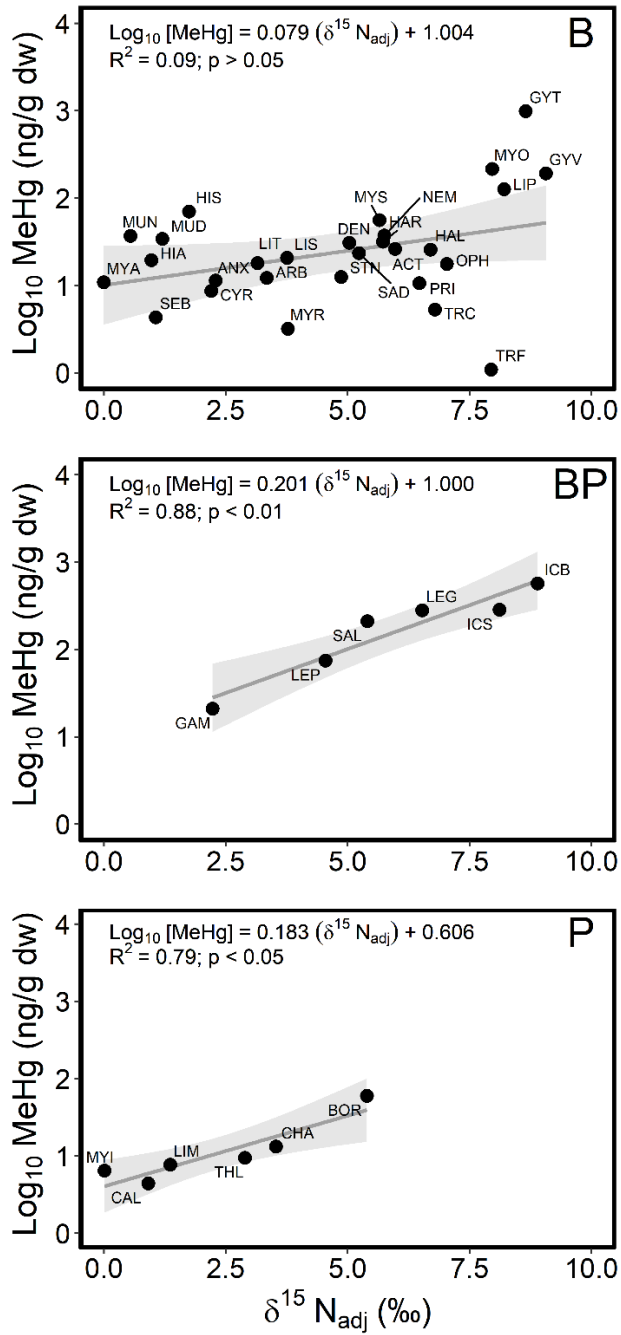 B
Log10 [MeHg] = 0.079 (δ15 Nadj) + 1.004
R2 = 0.09; p > 0.05
Log10 MeHg (ng/g dw)
4
3
2
1
0
GYT
MYO
GYV
LIP
HIS
MYS
NEM
MUN
MUD
HAR
DEN
HAL
HIA
LIT
LIS
MYA
ANX
ARB
STN
ACT
OPH
SEB
CYR
SAD
PRI
MYR
TRC
TRF
0.0 2.5 5.0 7.5 10.0
BP
Log10 [MeHg] = 0.201 (δ15 Nadj) + 1.000
R2 = 0.88; p < 0.01
Log10 MeHg (ng/g dw)
4
3
2
1
0
ICB
LEG
SAL
ICS
LEP
GAM
0.0 2.5 5.0 7.5 10.0
P
Log10 [MeHg] = 0.183 (δ15 Nadj) + 0.606
R2 = 0.79; p < 0.05
Log10 MeHg (ng/g dw)
4
3
2
1
0
BOR
CHA
MYI
LIM
THL
CAL
0.0 2.5 5.0 7.5 10.0
δ15 Nadj (‰)